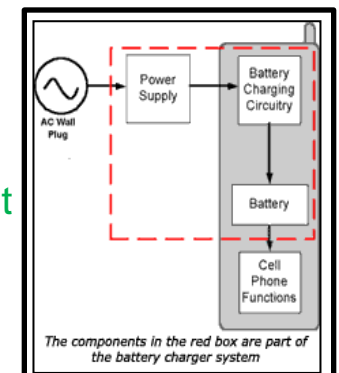 Power
Supply
Battery
Charging
Circuitry
AC Wall
Plug
t
Battery
Cell
Phone
Functions
The components in the red box are part of
the battery charger system